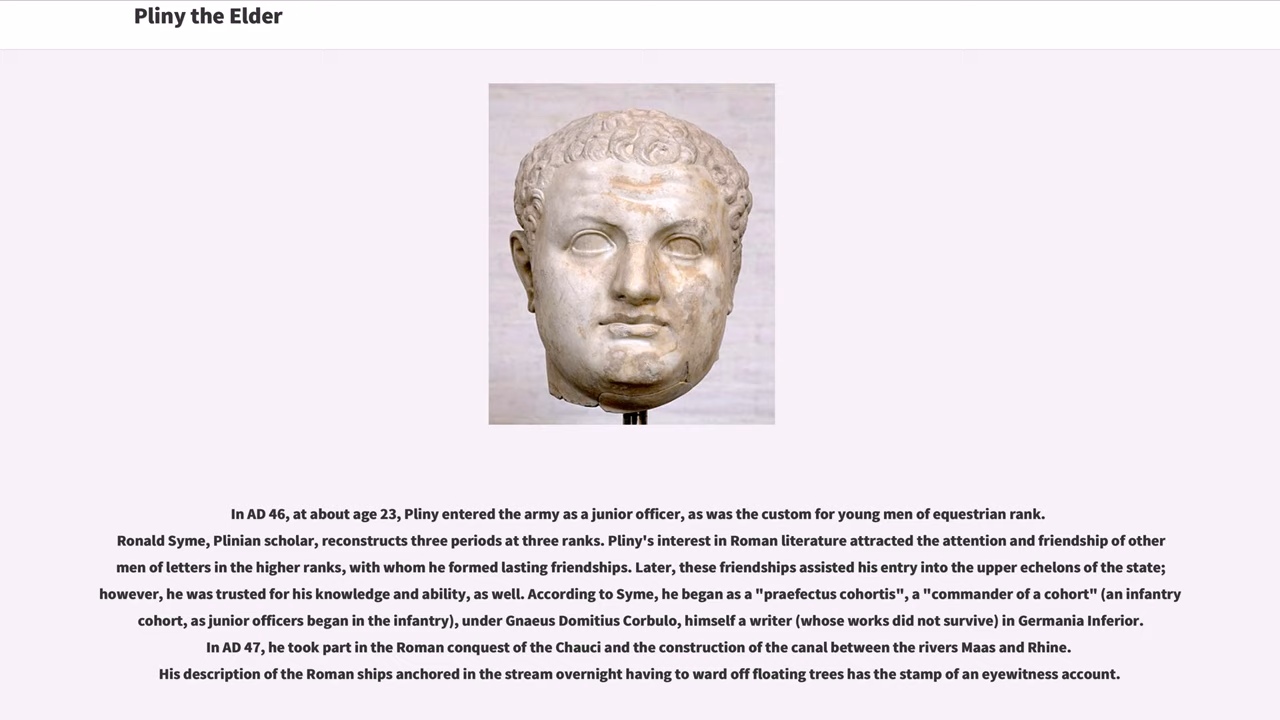 Pliny the Elder
In AD 46, at about age 23, Pliny entered the army as a junior officer, as was the custom for young men of equestrian rank.
Ronald Syme, Plinian scholar, reconstructs three periods at three ranks. Pliny's interest in Roman literature attracted the attention and friendship of other
men of letters in the higher ranks, with whom he formed lasting friendships. Later, these friendships assisted his entry into the upper echelons of the state;
however, he was trusted for his knowledge and ability, as well. According to Syme, he began as a "praefectus cohortis", a "commander of a cohort" (an infantry
cohort, as junior officers began in the infantry), under Gnaeus Domitius Corbulo, himself a writer (whose works did not survive) in Germania Inferior.
In AD 47, he took part in the Roman conquest of the Chauci and the construction of the canal between the rivers Maas and Rhine.
His description of the Roman ships anchored in the stream overnight having to ward off floating trees has the stamp of an eyewitness account.